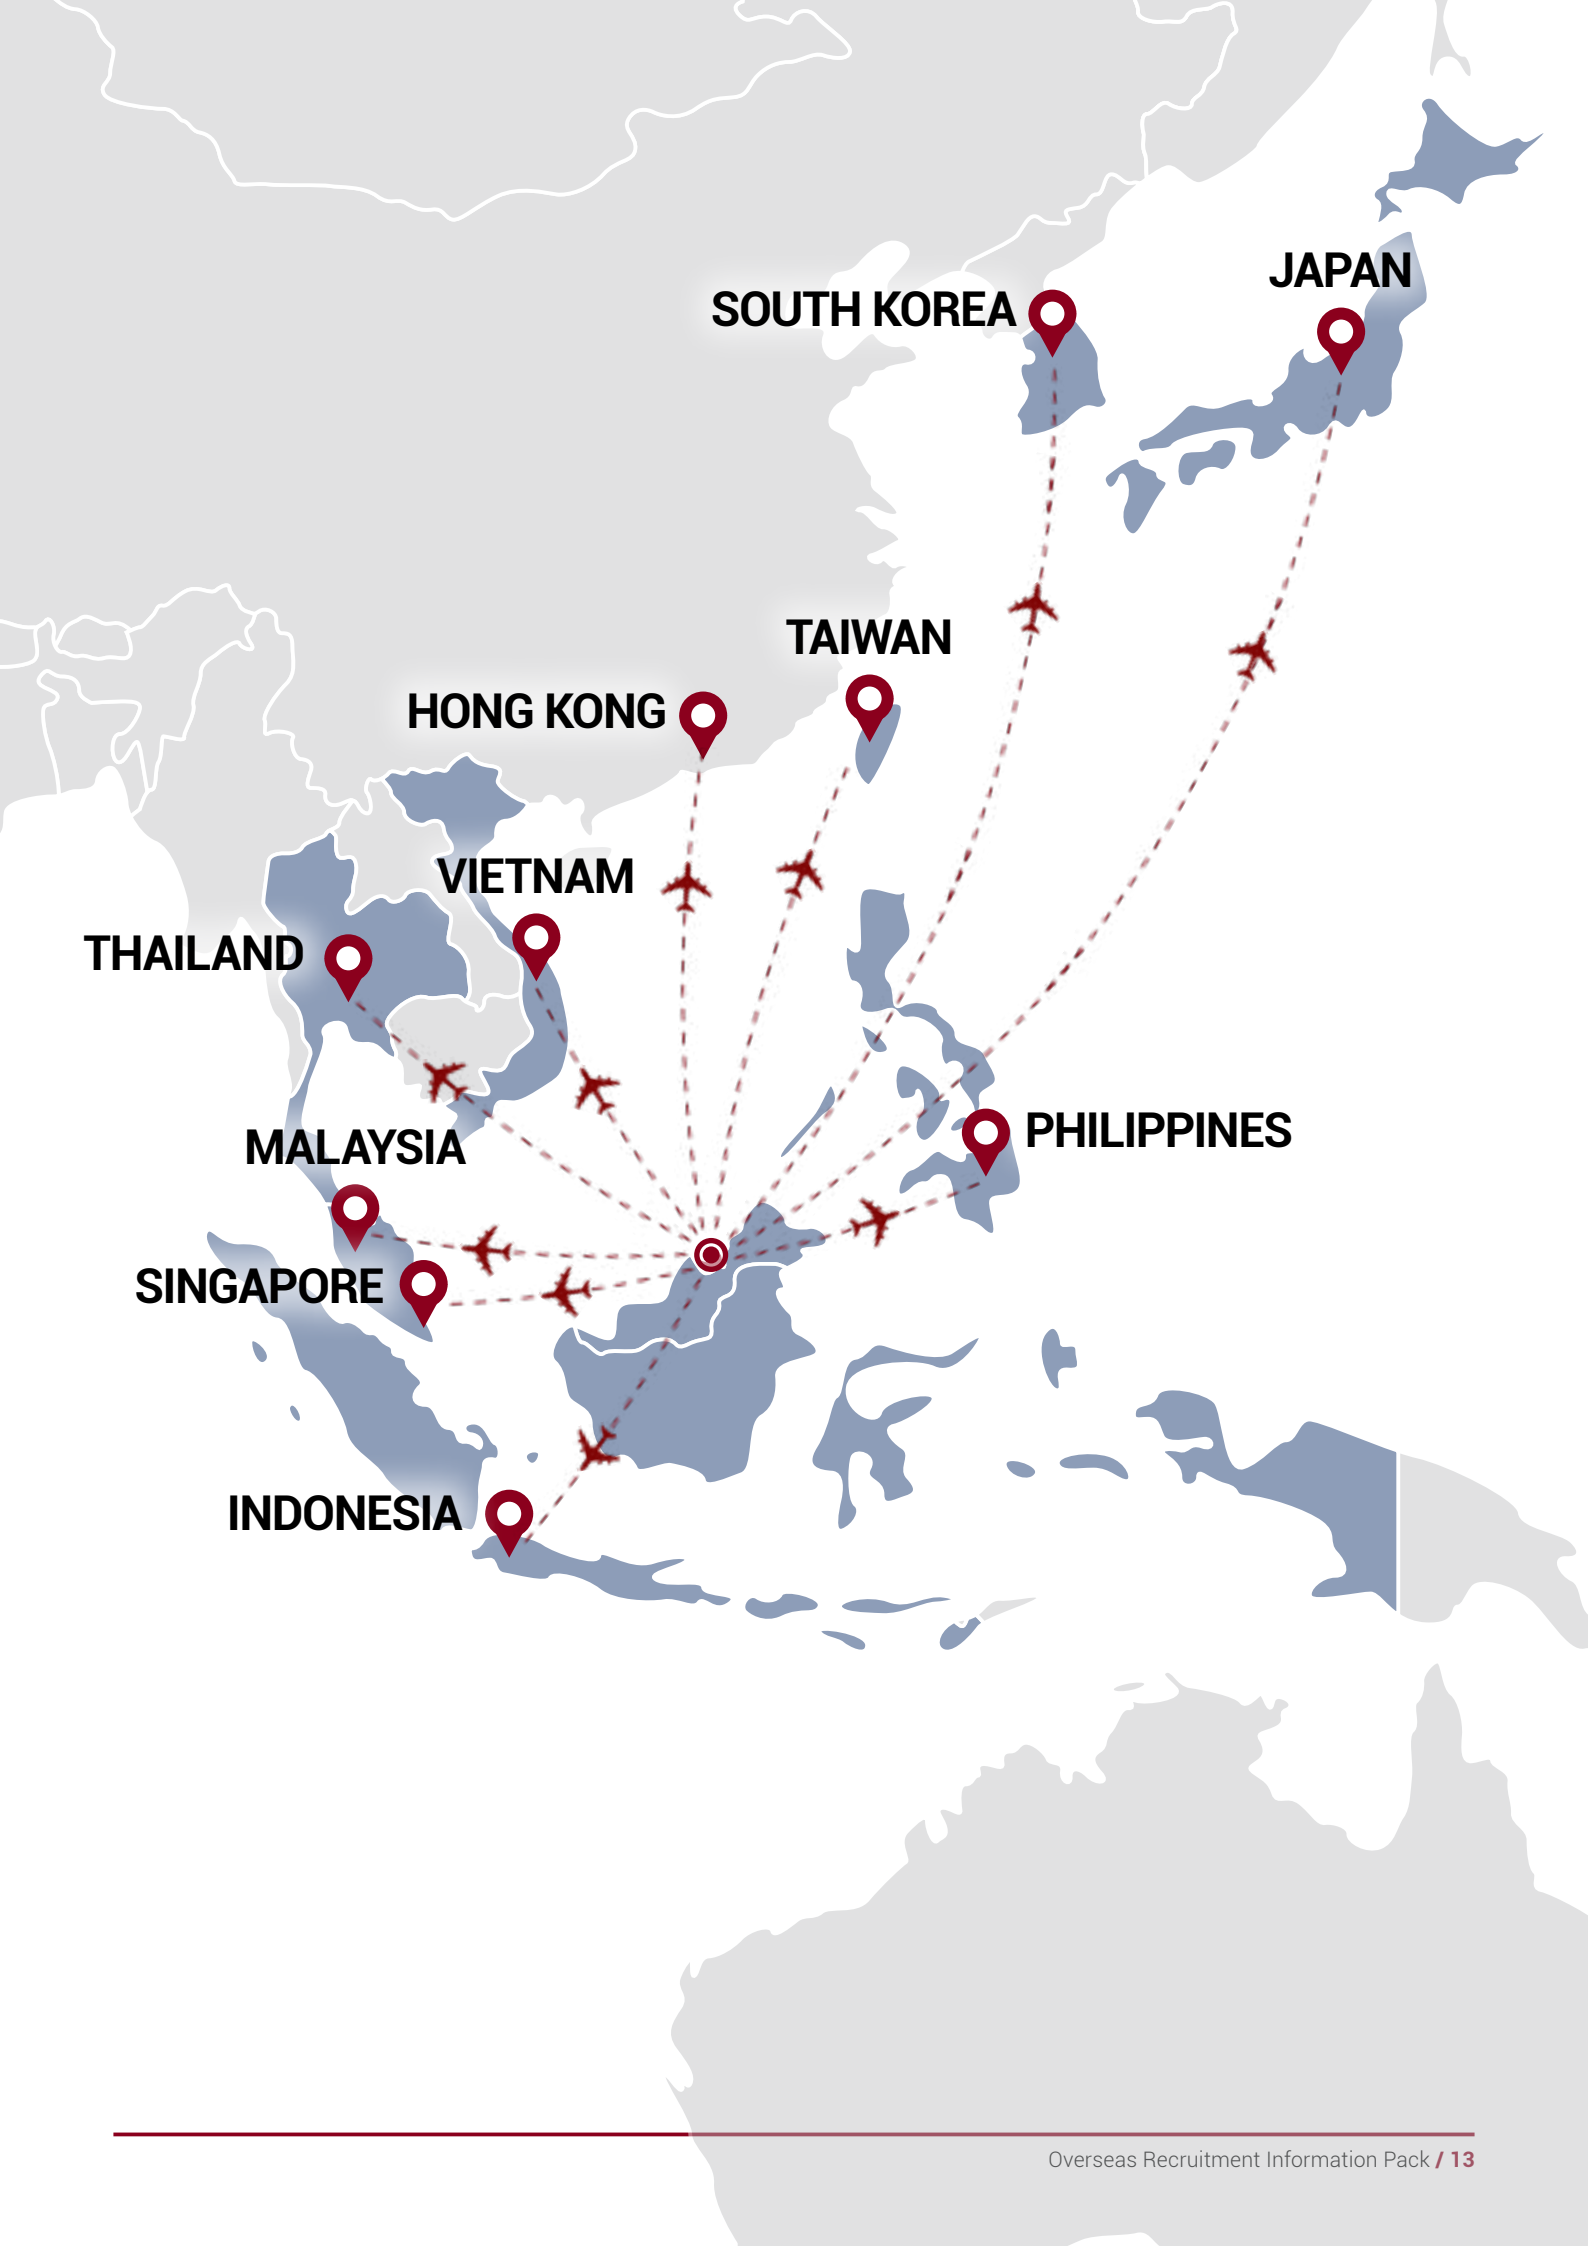 JAPAN
SOUTH KOREA
TAIWAN
HONG KONG
VIETNAM
THAILAND
PHILIPPINES
MALAYSIA
SINGAPORE
INDONESIA
Overseas Recruitment Information Pack / 13